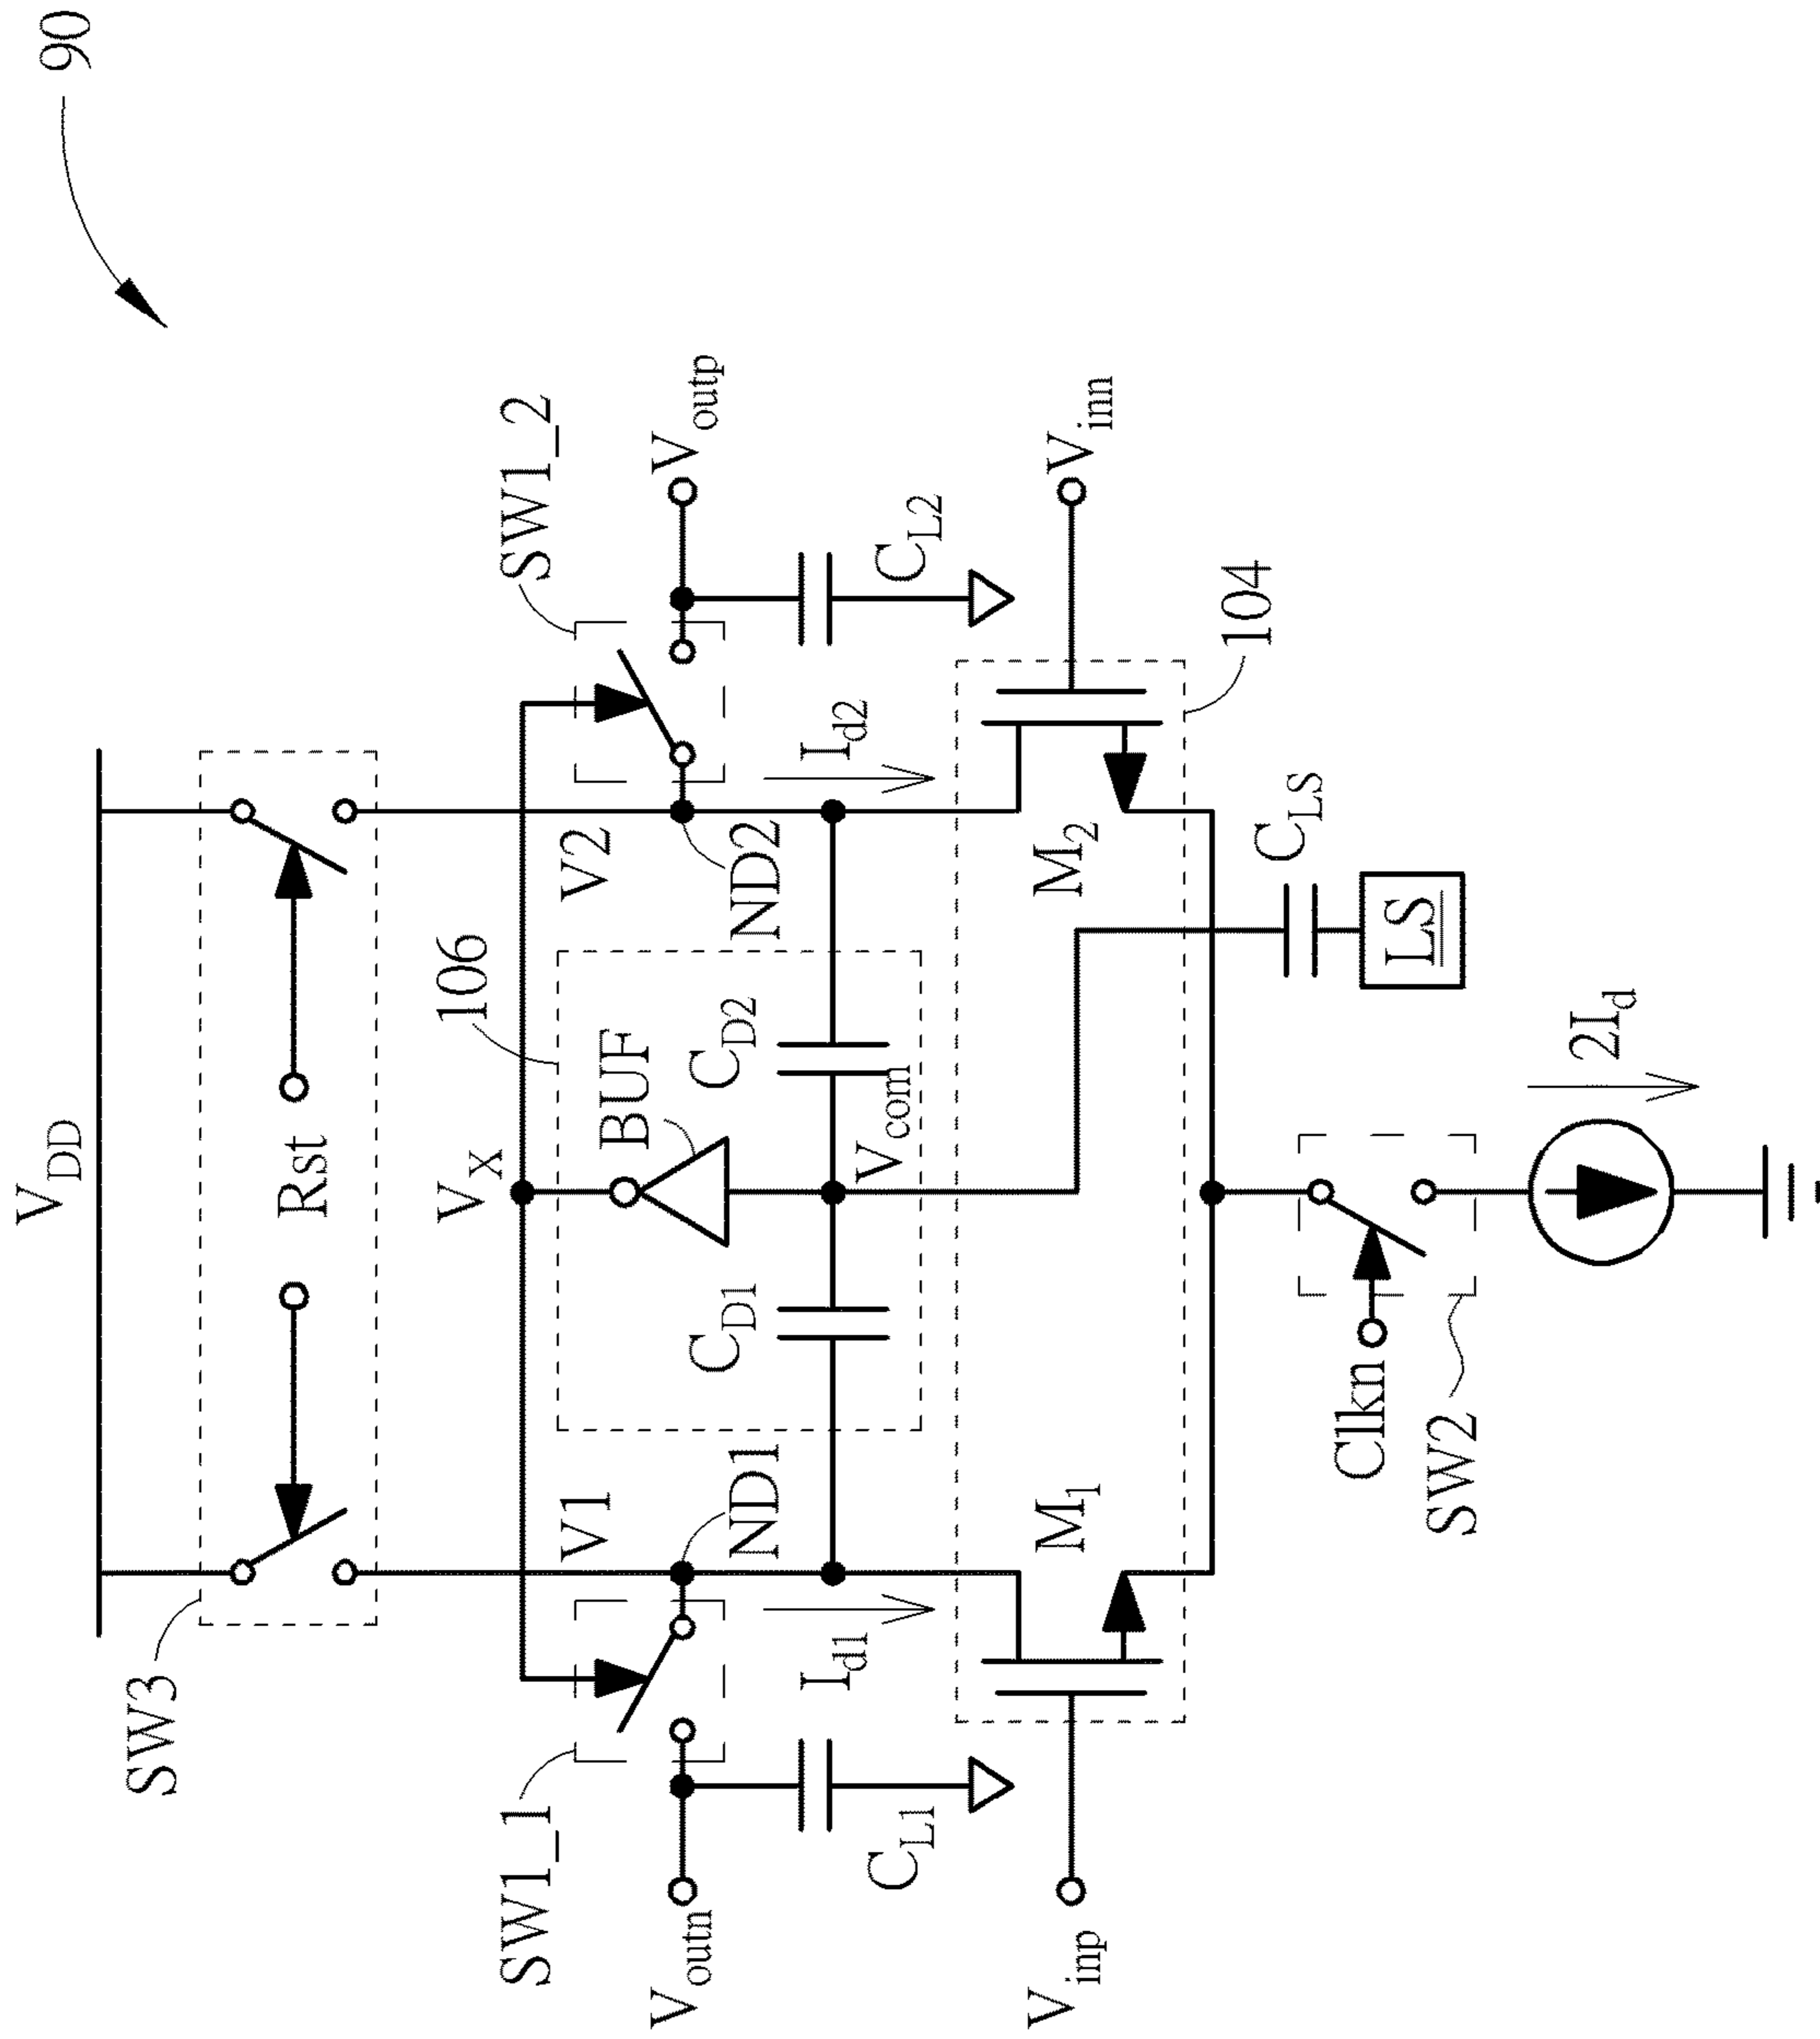 90
V_DD
SW3
Rst
V_X
106
SW1_1
SW1_2
V1
V2
BUF
V_outn
V_outp
ND1
C_D1
C_D2
ND2
C_L1
I_d1
V_com
I_d2
C_L2
V_inp
M_1
M_2
V_inn
104
C_LS
Clkn
LS
SW2
2I_d